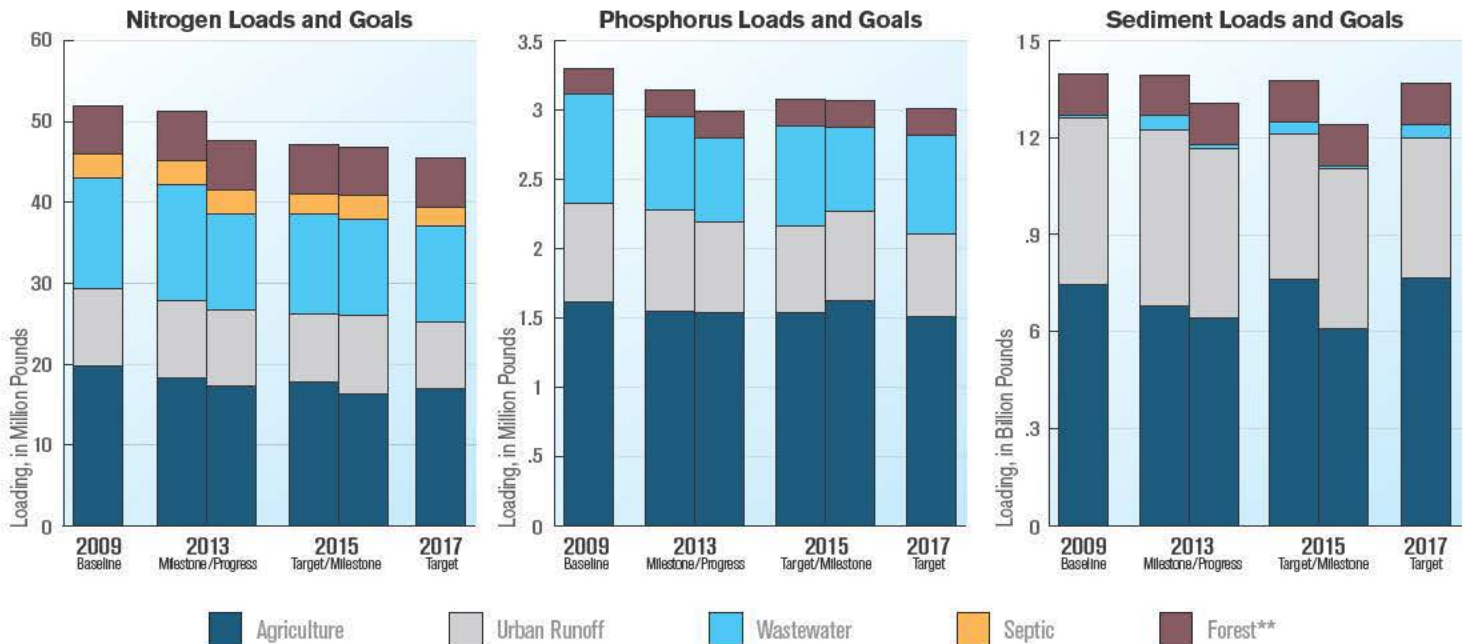 Nitrogen Loads and Goals
Loading, in Million Pounds
60
50
40
30
20
10
0
2009
Baseline
2013
Milestone/Progress
2015
Target/Milestone
2017
Target
Phosphorus Loads and Goals
Loading, in Million Pounds
3.5
3
2.5
2
1.5
1
.5
0
2009
Baseline
2013
Milestone/Progress
2015
Target/Milestone
2017
Target
Sediment Loads and Goals
Loading, in Billion Pounds
15
12
.9
6
.3
0
2009
Baseline
2013
Milestone/Progress
2015
Target/Milestone
2017
Target
Agriculture
Urban Runoff
Wastewater
Septic
Forest**